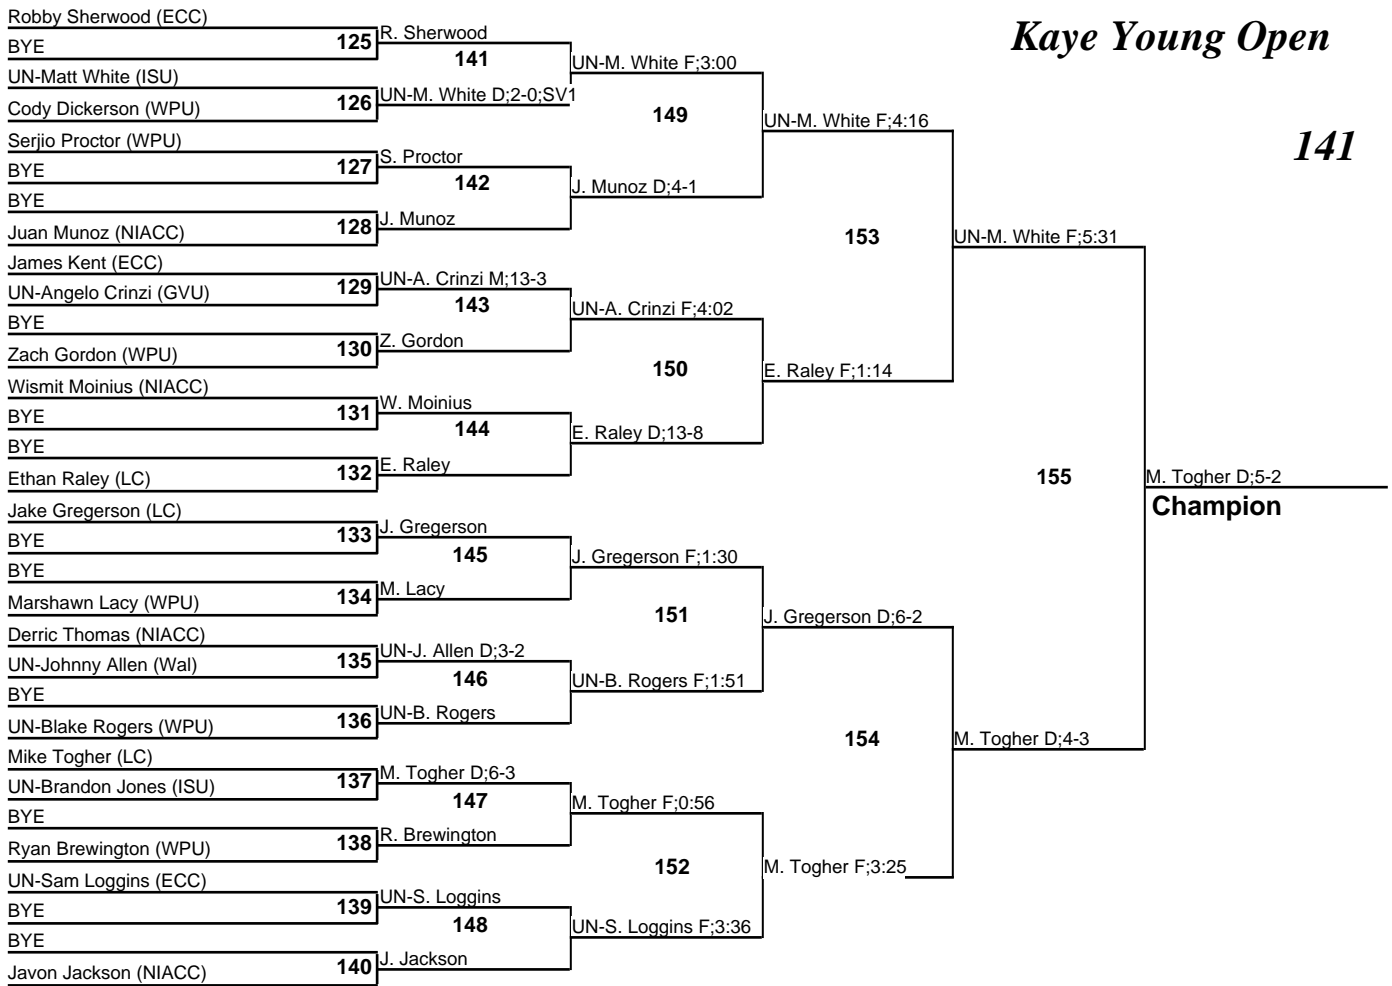 Kaye Young Open
141
Robby Sherwood (ECC)
BYE
125
UN-Matt White (ISU)
Cody Dickerson (WPU)
126
Serjio Proctor (WPU)
BYE
127
BYE
Juan Munoz (NIACC)
128
James Kent (ECC)
UN-Angelo Crinzi (GVU)
129
BYE
Zach Gordon (WPU)
130
Wismit Moinius (NIACC)
BYE
131
BYE
Ethan Raley (LC)
132
Jake Gregerson (LC)
BYE
133
BYE
Marshawn Lacy (WPU)
134
Derric Thomas (NIACC)
UN-Johnny Allen (Wal)
135
BYE
UN-Blake Rogers (WPU)
136
Mike Togher (LC)
UN-Brandon Jones (ISU)
137
BYE
Ryan Brewington (WPU)
138
UN-Sam Loggins (ECC)
BYE
139
BYE
Javon Jackson (NIACC)
140
R. Sherwood
141
UN-M. White D;2-0;SV1
S. Proctor
142
J. Munoz
UN-A. Crinzi M;13-3
143
Z. Gordon
W. Moinius
144
E. Raley
J. Gregerson
145
M. Lacy
UN-J. Allen D;3-2
146
UN-B. Rogers
M. Togher D;6-3
147
R. Brewington
UN-S. Loggins
148
J. Jackson
UN-M. White F;3:00
149
J. Munoz D;4-1
UN-A. Crinzi F;4:02
150
E. Raley D;13-8
J. Gregerson F;1:30
151
UN-B. Rogers F;1:51
M. Togher F;0:56
152
UN-S. Loggins F;3:36
UN-M. White F;4:16
153
E. Raley F;1:14
J. Gregerson D;6-2
154
M. Togher F;3:25
UN-M. White F;5:31
155
M. Togher D;4-3
M. Togher D;5-2
Champion